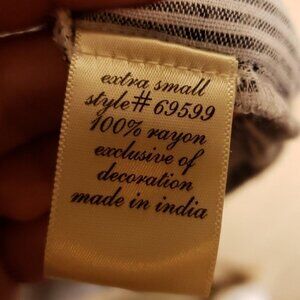 extra small
style# 69599
100% rayon
exclusive of
decoration
made in india